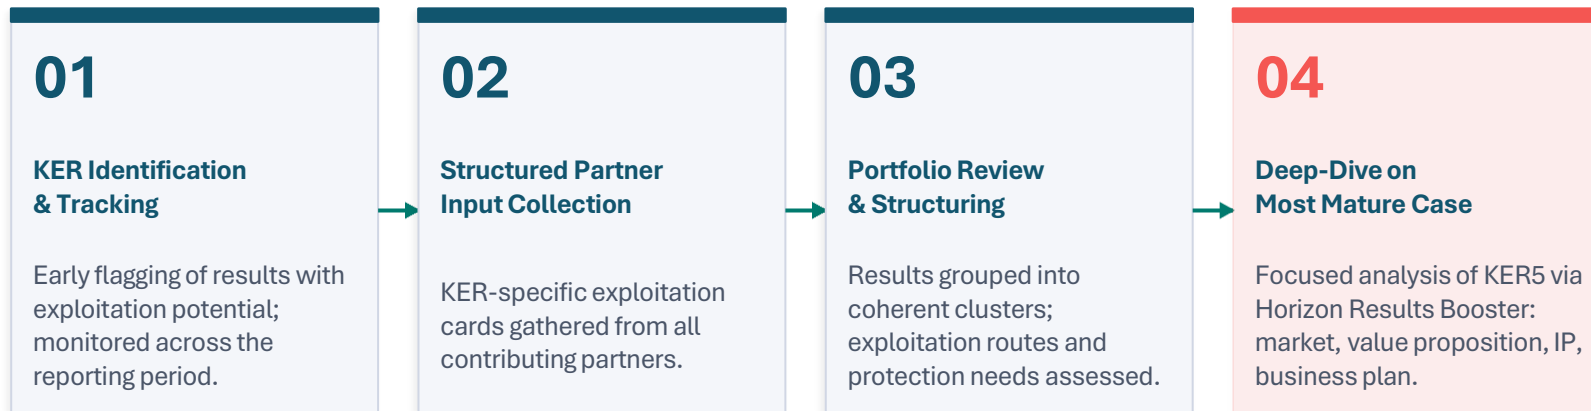 01
KER Identification
& Tracking
Early flagging of results with
exploitation potential;
monitored across the
reporting period.
02
Structured Partner
Input Collection
KER-specific exploitation
cards gathered from all
contributing partners.
03
Portfolio Review
& Structuring
Results grouped into
coherent clusters;
exploitation routes and
protection needs assessed.
04
Deep-Dive on
Most Mature Case
Focused analysis of KER5 via
Horizon Results Booster:
market, value proposition, IP,
business plan.